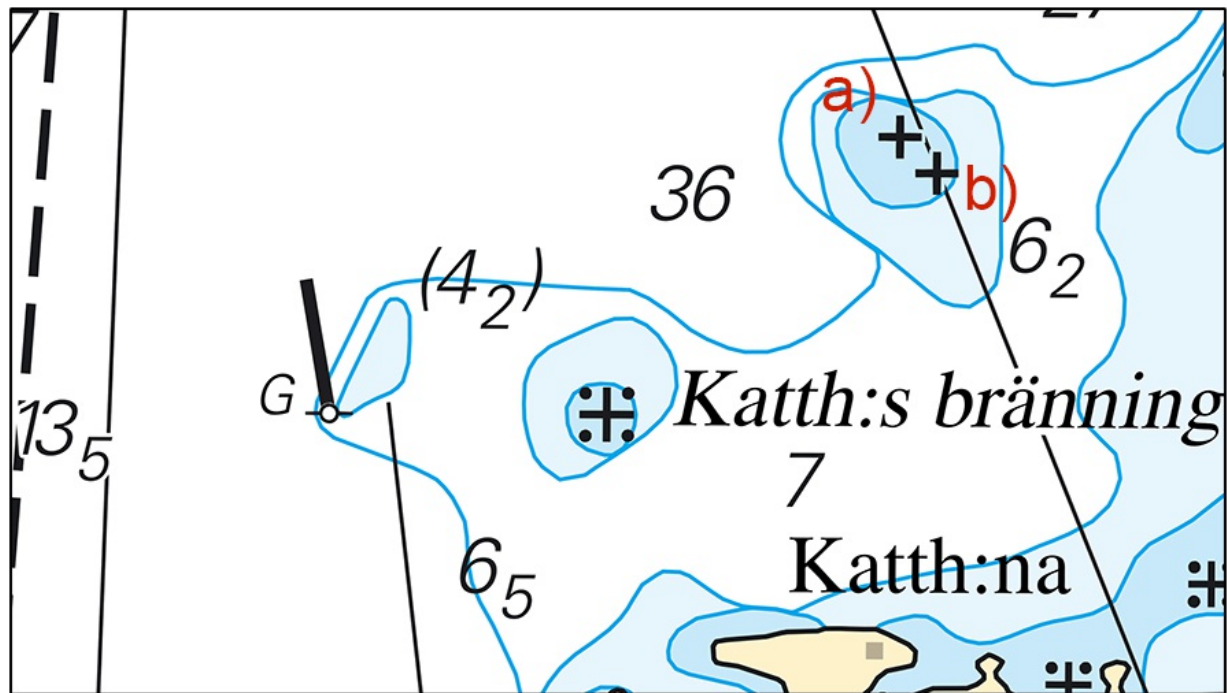 a)
36
b)
6₂
(4₂)
G
Katth:s bränning
13₅
7
6₅
Katth:na